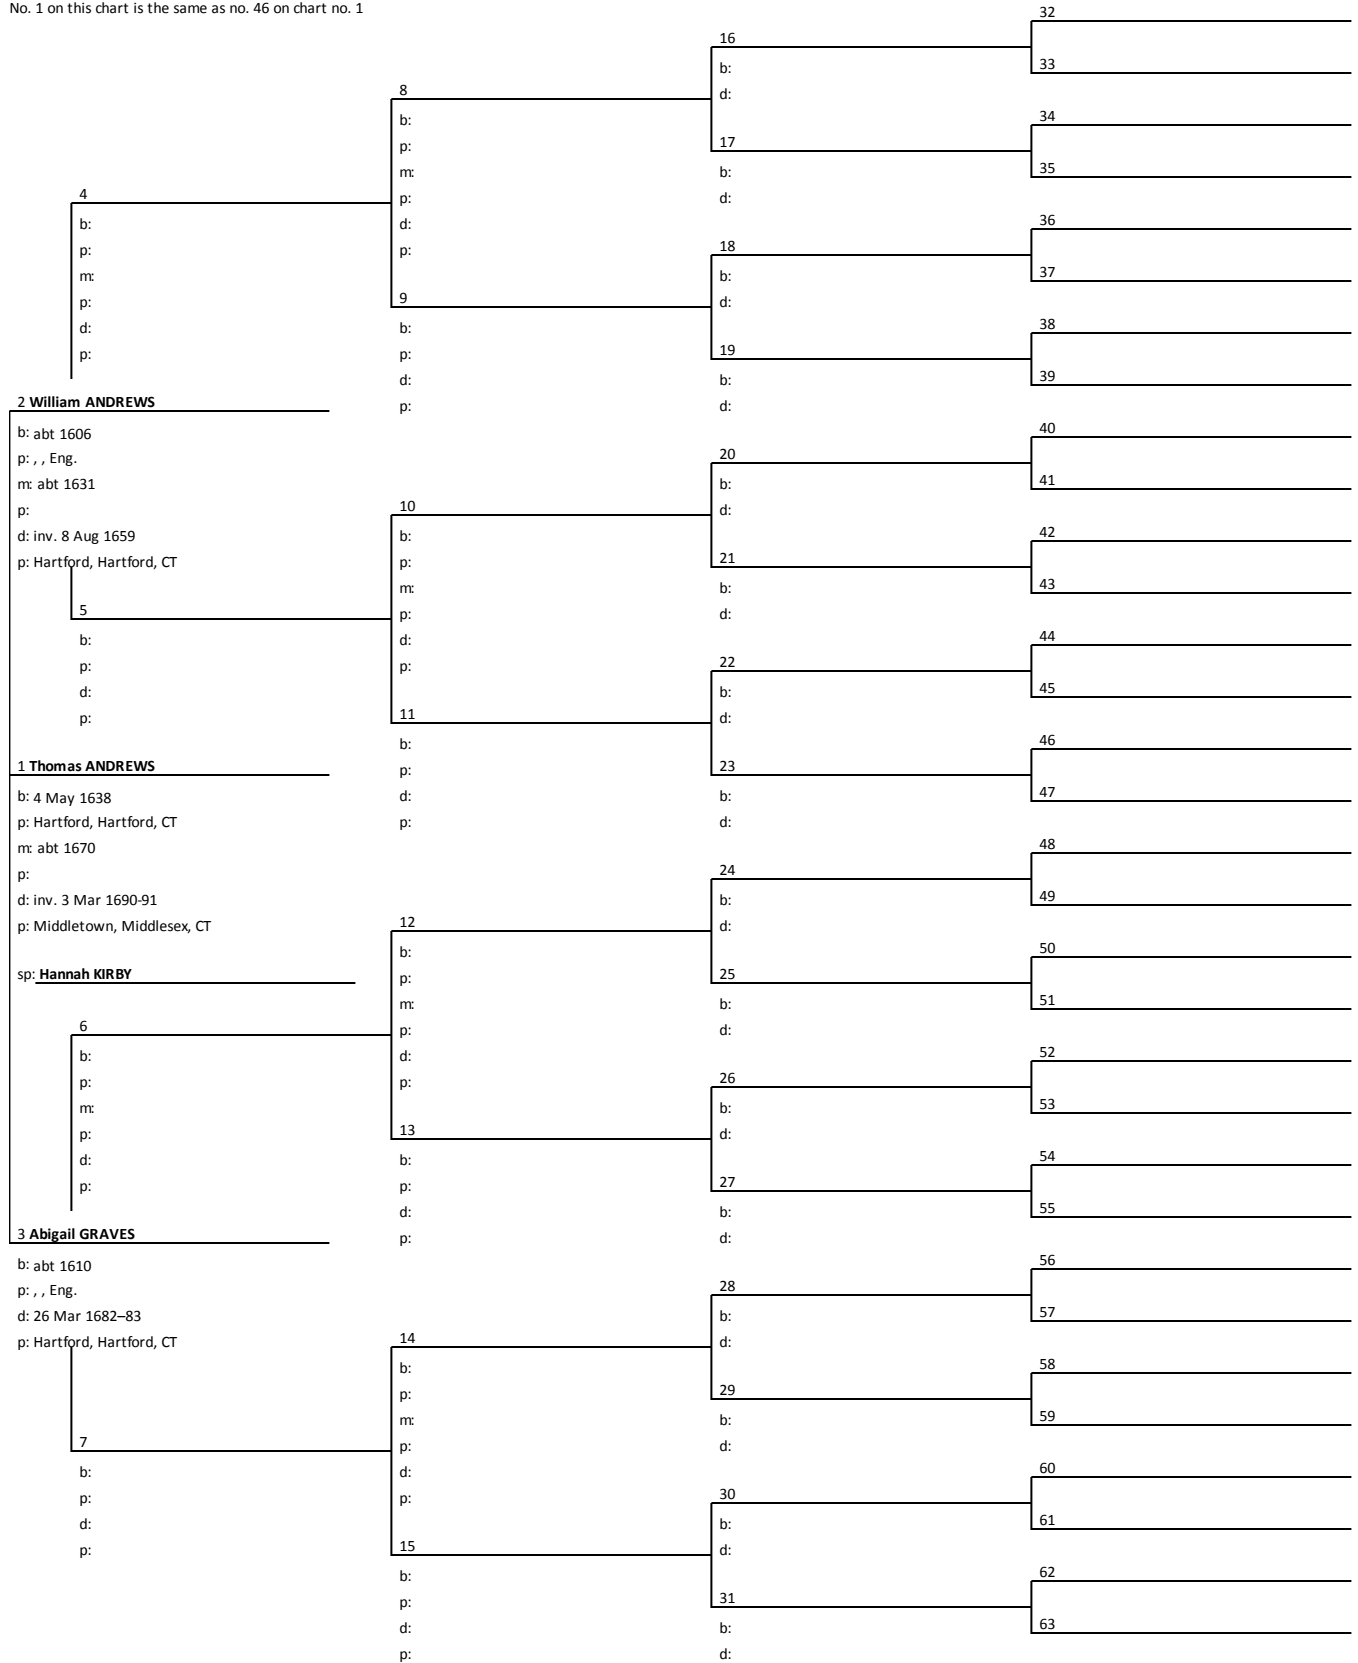 No. 1 on this chart is the same as no. 46 on chart no. 1
4
b:
p:
m:
p:
d:
p:
2 William ANDREWS
b: abt 1606
p: , , Eng.
m: abt 1631
p:
d: inv. 8 Aug 1659
p: Hartford, Hartford, CT
5
b:
p:
d:
p:
1 Thomas ANDREWS
b: 4 May 1638
p: Hartford, Hartford, CT
m: abt 1670
p:
d: inv. 3 Mar 1690-91
p: Middletown, Middlesex, CT
sp: Hannah KIRBY
6
b:
p:
m:
p:
d:
p:
3 Abigail GRAVES
b: abt 1610
p: , , Eng.
d: 26 Mar 1682–83
p: Hartford, Hartford, CT
7
b:
p:
d:
p:
8
b:
p:
m:
p:
d:
p:
9
b:
p:
d:
p:
10
b:
p:
m:
p:
d:
p:
11
b:
p:
d:
p:
12
b:
p:
m:
p:
d:
p:
13
b:
p:
d:
p:
14
b:
p:
m:
p:
d:
p:
15
b:
p:
d:
p:
16
b:
d:
17
b:
d:
18
b:
d:
19
b:
d:
20
b:
d:
21
b:
d:
22
b:
d:
23
b:
d:
24
b:
d:
25
b:
d:
26
b:
d:
27
b:
d:
28
b:
d:
29
b:
d:
30
b:
d:
31
b:
d:
32
33
34
35
36
37
38
39
40
41
42
43
44
45
46
47
48
49
50
51
52
53
54
55
56
57
58
59
60
61
62
63